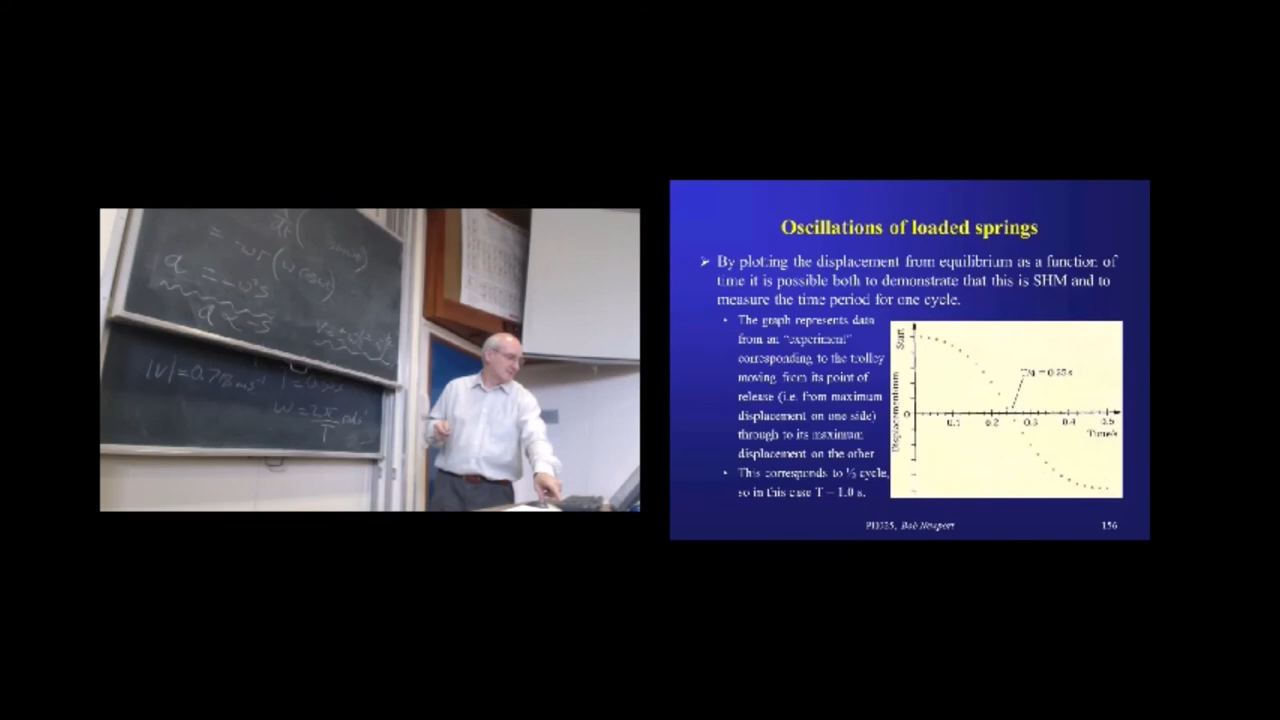 a = -ω²s
a ∝ -s
|v| = 0.78 ms⁻¹
ω = 2π/T
Oscillations of loaded springs
➢ By plotting the displacement from equilibrium as a function of
time it is possible both to demonstrate that this is SHM and to
measure the time period for one cycle.
• The graph represents data
from an "experiment"
corresponding to the trolley
moving from its point of
release (i.e. from maximum
displacement on one side)
through to its maximum
displacement on the other
• This corresponds to ½ cycle,
so in this case T = 1.0 s.
Start
Displacement/mm
T/4 = 0.25 s
0
0.1 0.2 0.3 0.4 0.5
Time/s
PH025, Bob Newport
156